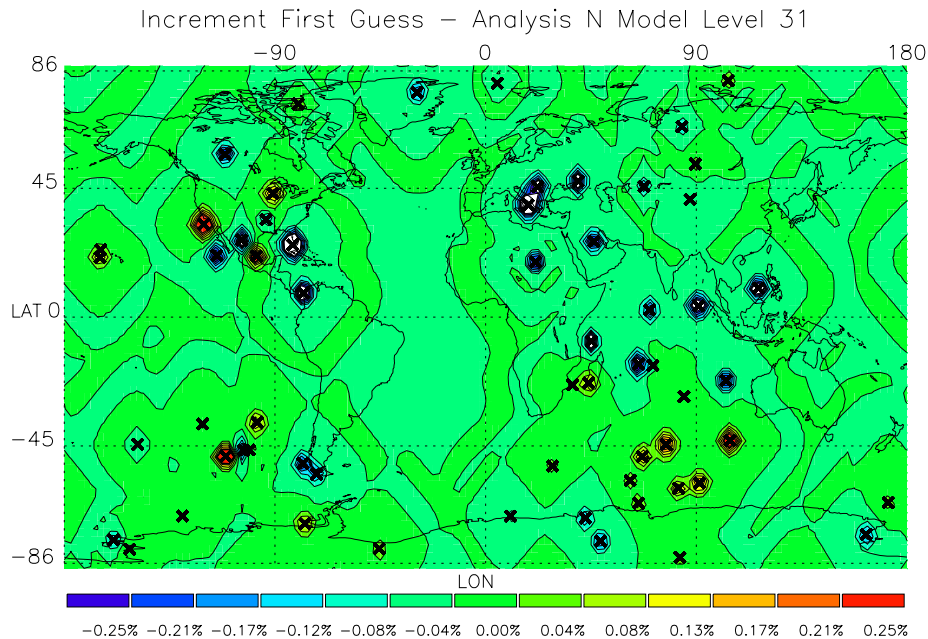 Increment First Guess − Analysis N Model Level 31
−90 0 90 180
86
45
LAT 0
−45
−86
LON
−0.25% −0.21% −0.17% −0.12% −0.08% −0.04% 0.00% 0.04% 0.08% 0.13% 0.17% 0.21% 0.25%